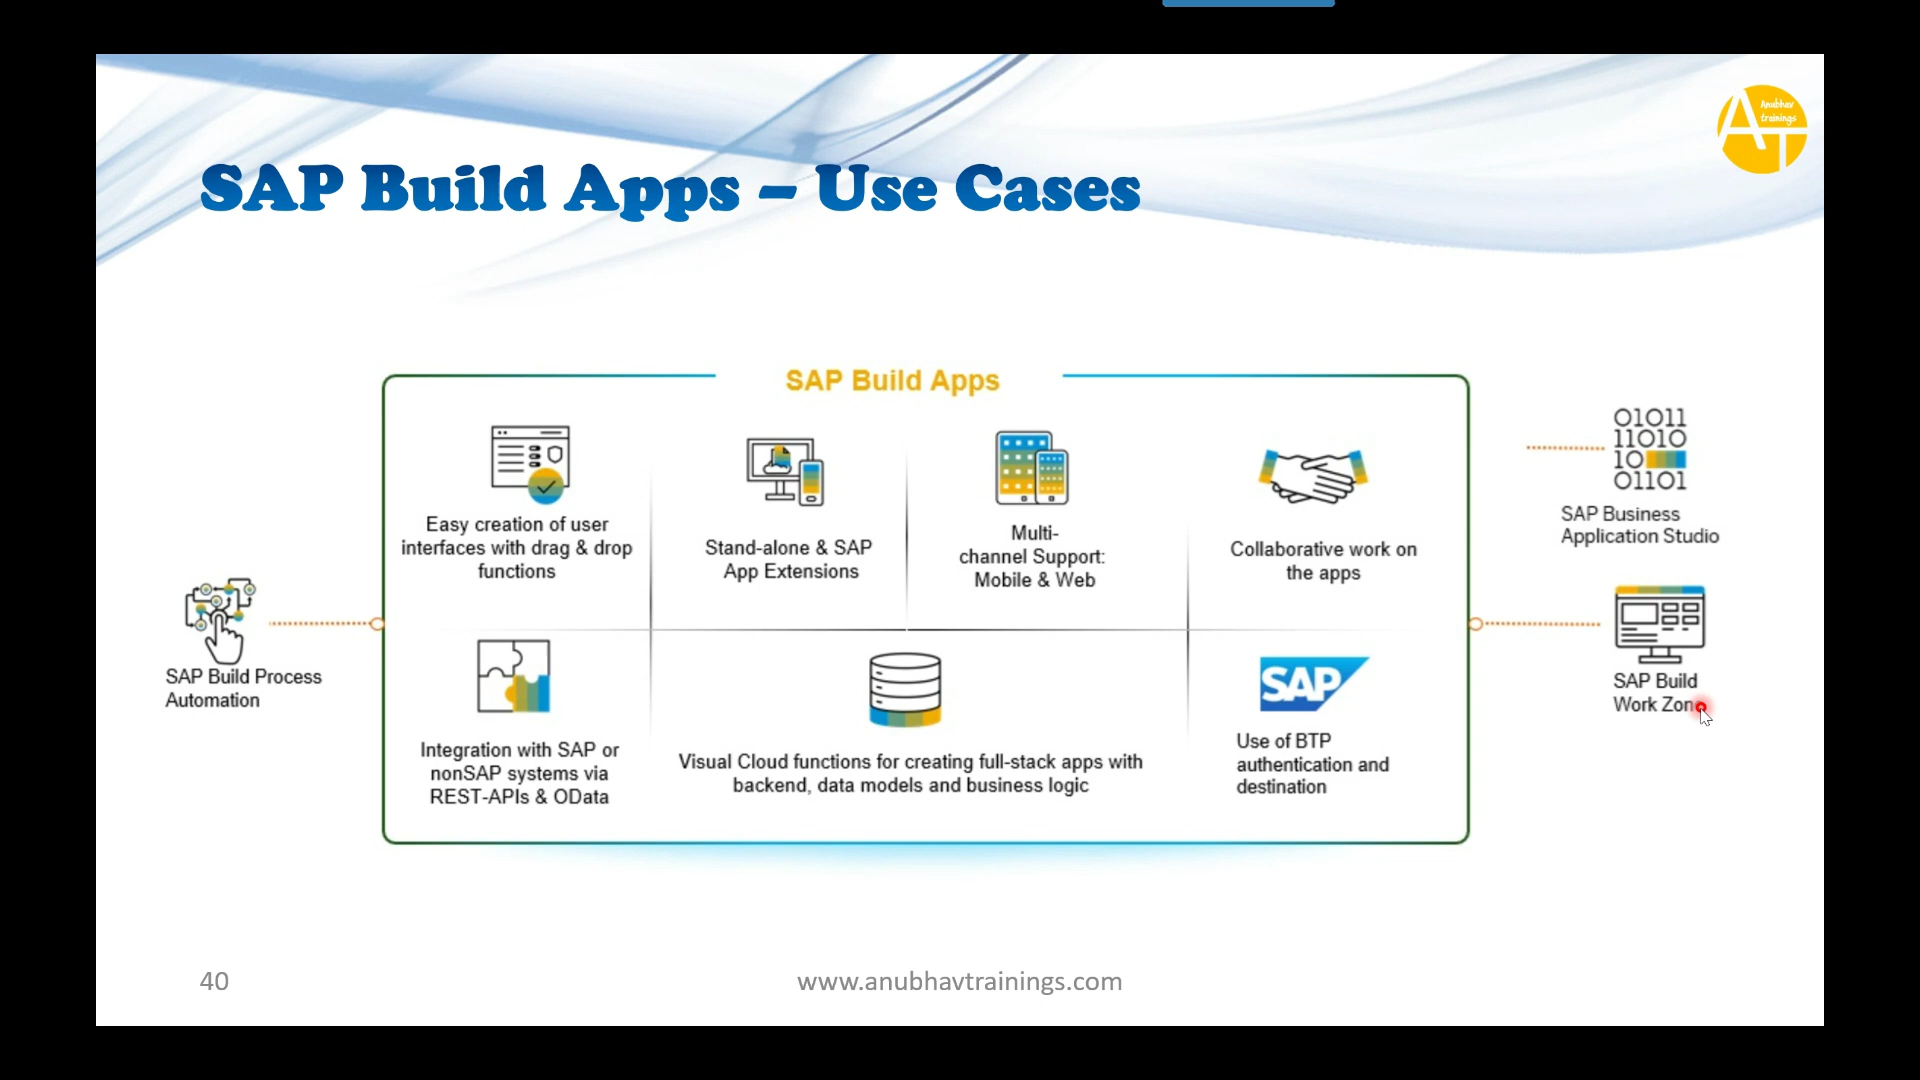 Anubhav
trainings
AT
SAP Build Apps – Use Cases
SAP Build Apps
Easy creation of user
interfaces with drag & drop
functions
Stand-alone & SAP
App Extensions
Multi-
channel Support:
Mobile & Web
Collaborative work on
the apps
01011
11010
10
01101
SAP Business
Application Studio
SAP Build Process
Automation
SAP Build
Work Zon
Integration with SAP or
nonSAP systems via
REST-APIs & OData
Visual Cloud functions for creating full-stack apps with
backend, data models and business logic
SAP
Use of BTP
authentication and
destination
40
www.anubhavtrainings.com